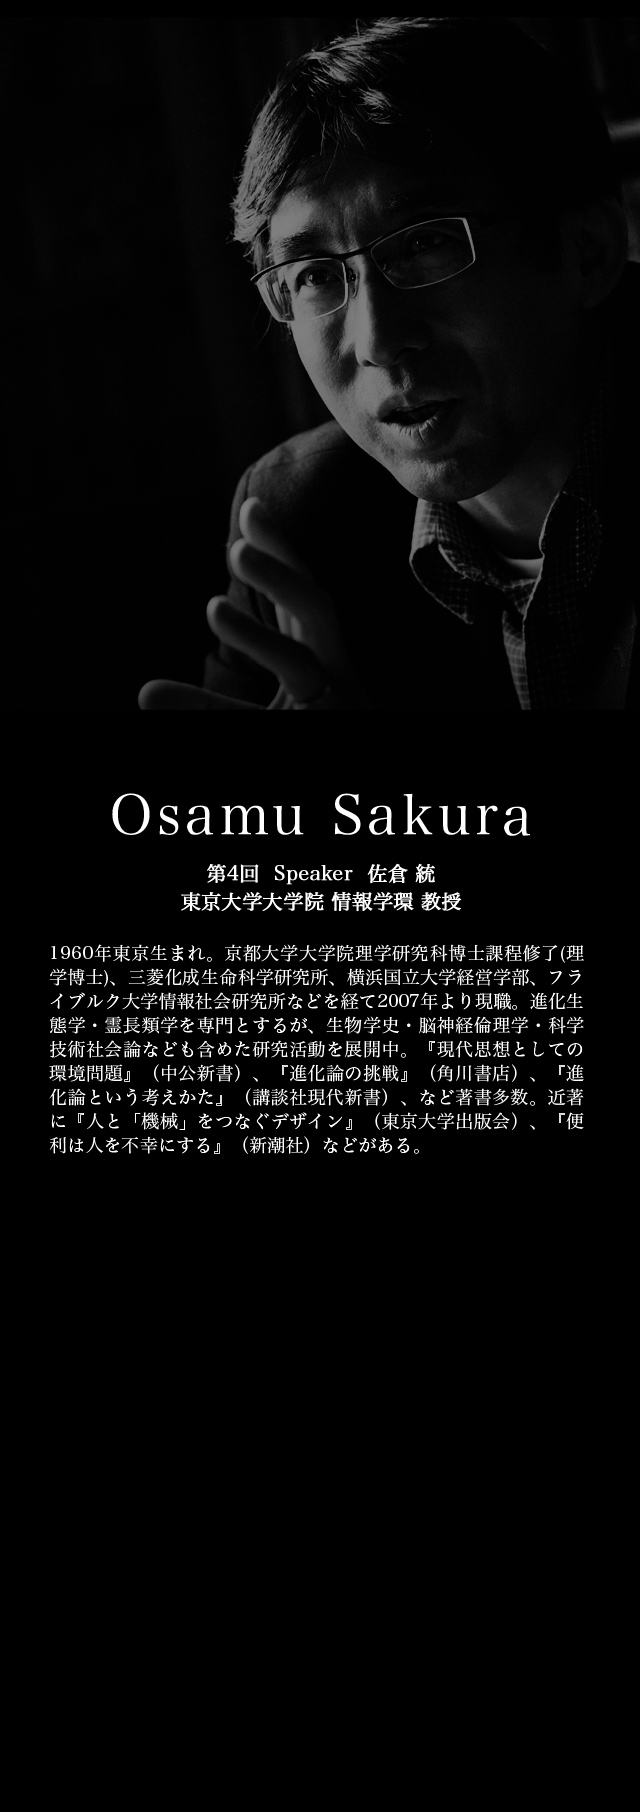 Osamu Sakura
第4回 Speaker 佐倉 統
東京大学大学院 情報学環 教授
1960年東京生まれ。京都大学大学院理学研究科博士課程修了(理
学博士)、三菱化成生命科学研究所、横浜国立大学経営学部、フラ
イブルク大学情報社会研究所などを経て2007年より現職。進化生
態学・霊長類学を専門とするが、生物学史・脳神経倫理学・科学
技術社会論なども含めた研究活動を展開中。『現代思想としての
環境問題』（中公新書）、『進化論の挑戦』（角川書店）、『進
化論という考えかた』（講談社現代新書）、など著書多数。近著
に『人と「機械」をつなぐデザイン』（東京大学出版会）、『便
利は人を不幸にする』（新潮社）などがある。